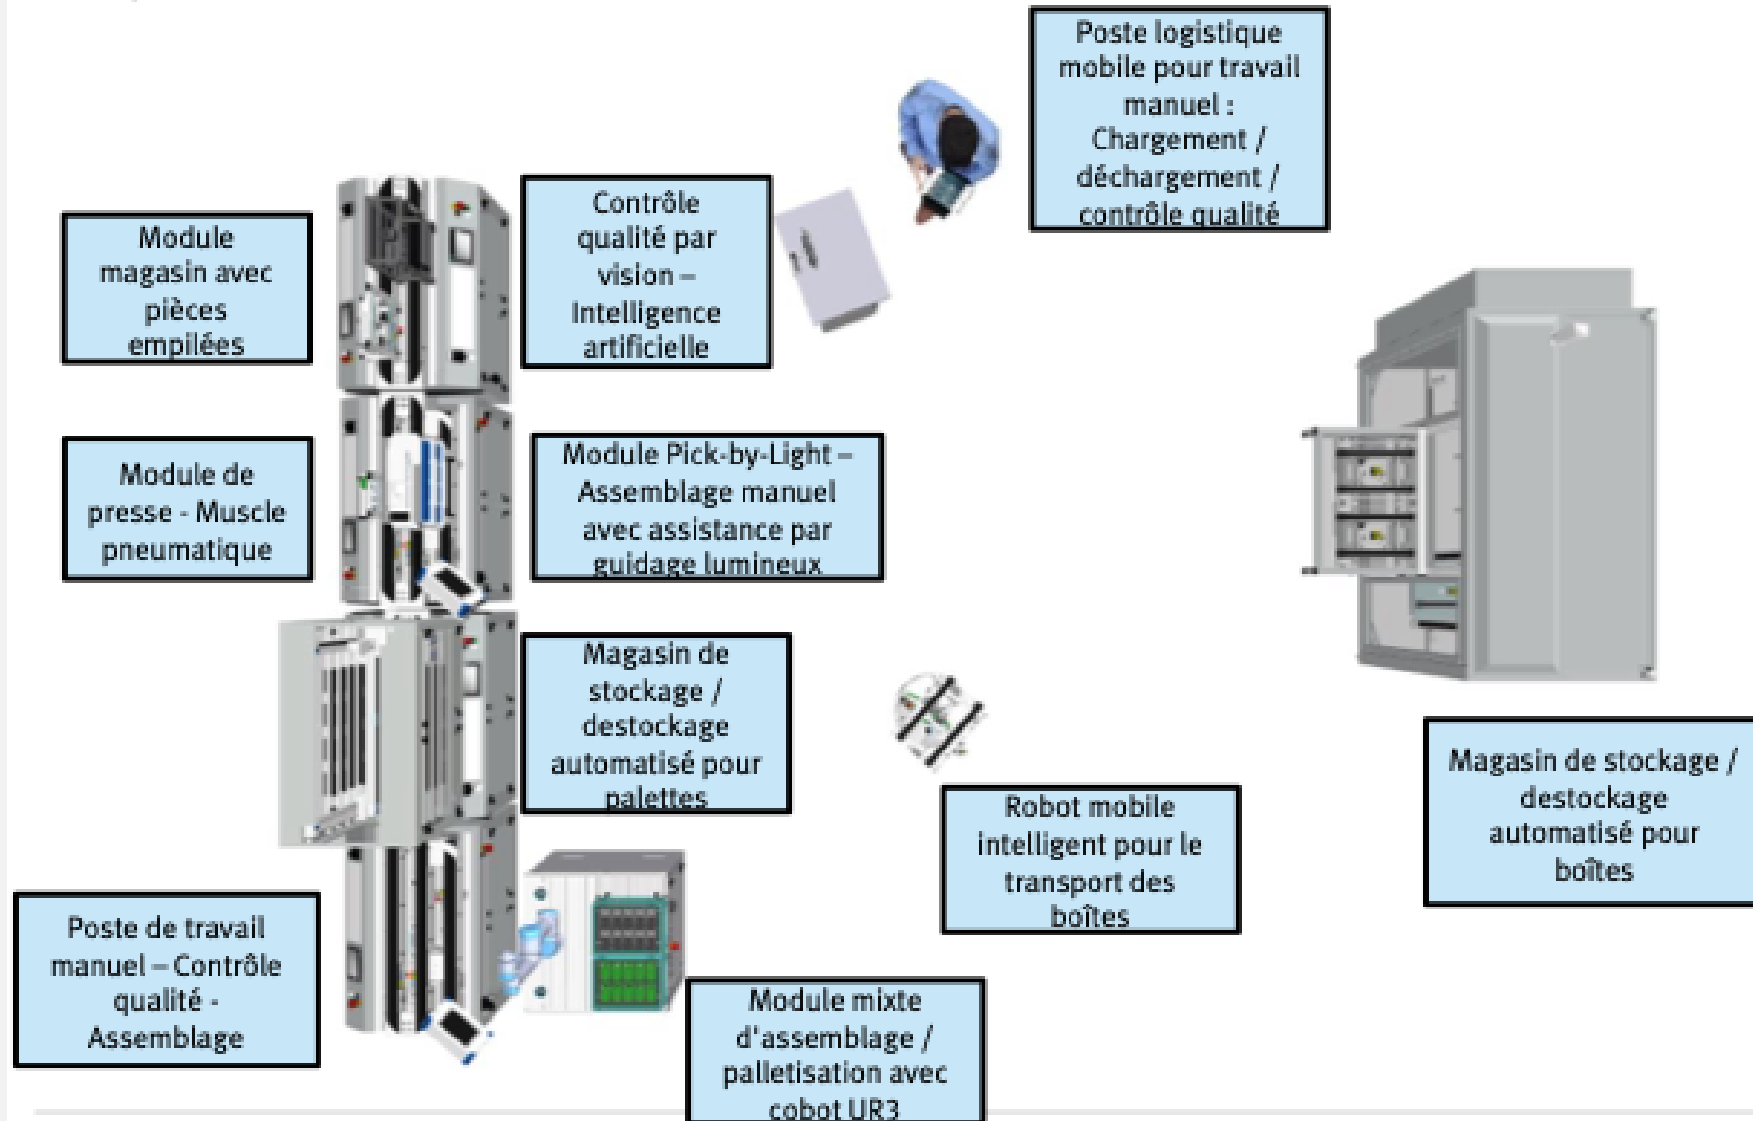 Poste logistique
mobile pour travail
manuel :
Chargement /
déchargement /
contrôle qualité
Module
magasin avec
pièces
empilées
Contrôle
qualité par
vision –
Intelligence
artificielle
Module de
presse - Muscle
pneumatique
Module Pick-by-Light –
Assemblage manuel
avec assistance par
guidage lumineux
Magasin de
stockage /
destockage
automatisé pour
palettes
Robot mobile
intelligent pour le
transport des
boîtes
Magasin de stockage /
destockage
automatisé pour
boîtes
Poste de travail
manuel – Contrôle
qualité -
Assemblage
Module mixte
d'assemblage /
palletisation avec
cobot UR3